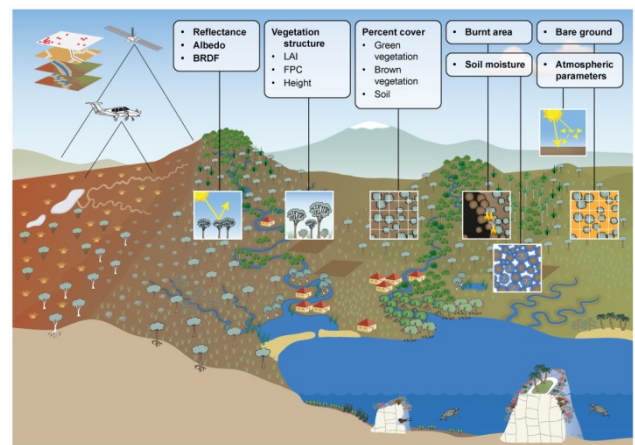 • Reflectance
• Albedo
• BRDF
Vegetation
structure
• LAI
• FPC
• Height
Percent cover
• Green
vegetation
• Brown
vegetation
• Soil
• Burnt area
• Soil moisture
• Bare ground
• Atmospheric
parameters